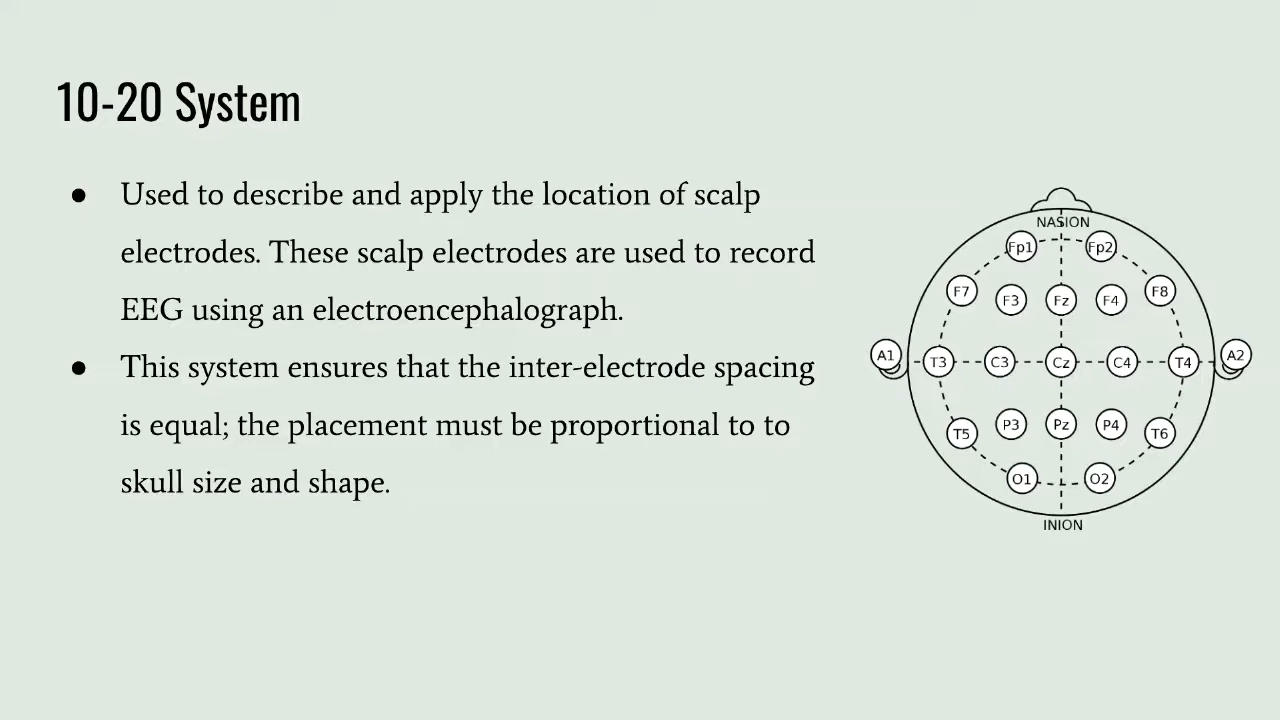 10-20 System
● Used to describe and apply the location of scalp
electrodes. These scalp electrodes are used to record
EEG using an electroencephalograph.
● This system ensures that the inter-electrode spacing
is equal; the placement must be proportional to to
skull size and shape.
NASION
Fp1 Fp2
F7 F3 Fz F4 F8
A1 T3 C3 Cz C4 T4 A2
T5 P3 Pz P4 T6
O1 O2
INION